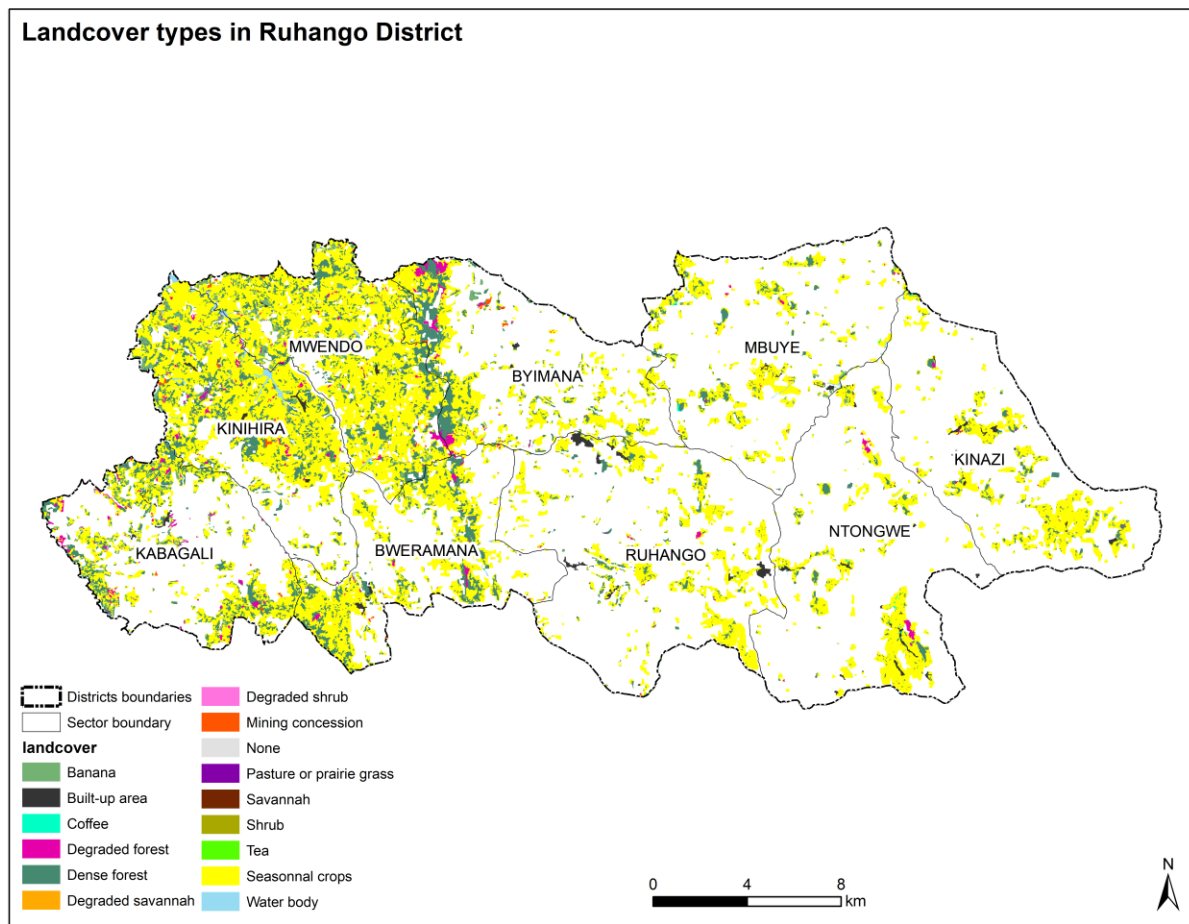 Landcover types in Ruhango District
MWENDO
BYIMANA
MBUYE
KINIHIRA
KINAZI
KABAGALI
BWERAMANA
RUHANGO
NTONGWE
Districts boundaries
Sector boundary
landcover
Banana
Built-up area
Coffee
Degraded forest
Dense forest
Degraded savannah
Degraded shrub
Mining concession
None
Pasture or prairie grass
Savannah
Shrub
Tea
Seasonnal crops
Water body
0 4 8
km
N